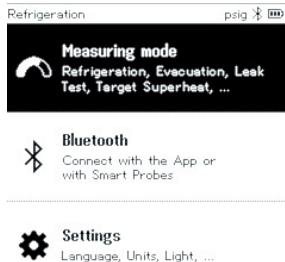 Refrigeration psig
Measuring mode
Refrigeration, Evacuation, Leak
Test, Target Superheat, ...
Bluetooth
Connect with the App or
with Smart Probes
Settings
Language, Units, Light, ...